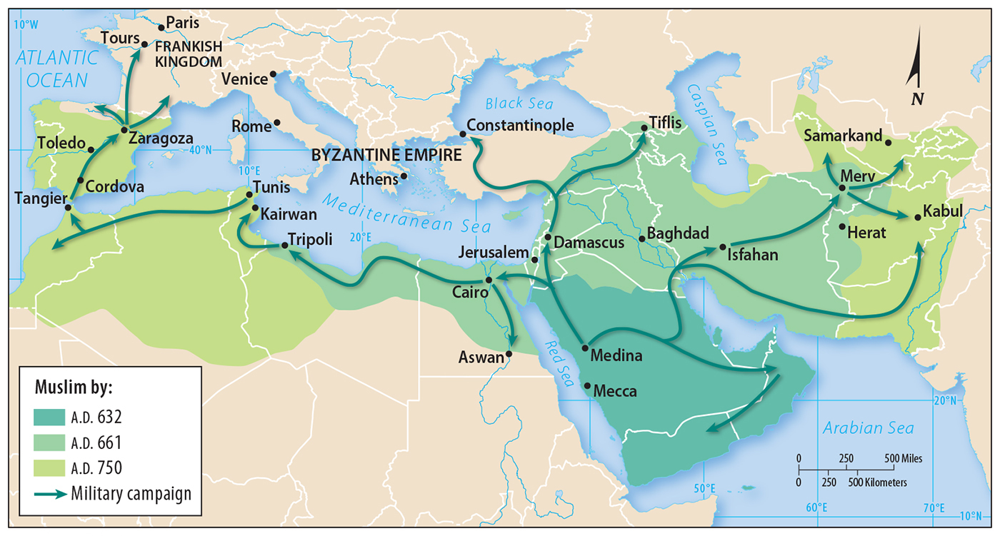 10°W
Paris
Tours
FRANKISH
KINGDOM
ATLANTIC
OCEAN
Venice
Black Sea
Caspian Sea
N
Rome
Constantinople
Tiflis
Samarkand
Toledo
Zaragoza
40°N
BYZANTINE EMPIRE
10°E
Athens
Merv
Cordova
Tunis
Tangier
Kairwan
Mediterranean Sea
Kabul
20°E
Tripoli
Damascus
Baghdad
Herat
Jerusalem
Isfahan
Cairo
Aswan
Red Sea
Medina
Mecca
Muslim by:
A.D. 632
A.D. 661
A.D. 750
Military campaign
20°N
Arabian Sea
0 250 500 Miles
0 250 500 Kilometers
50°E
60°E
70°E
10°N